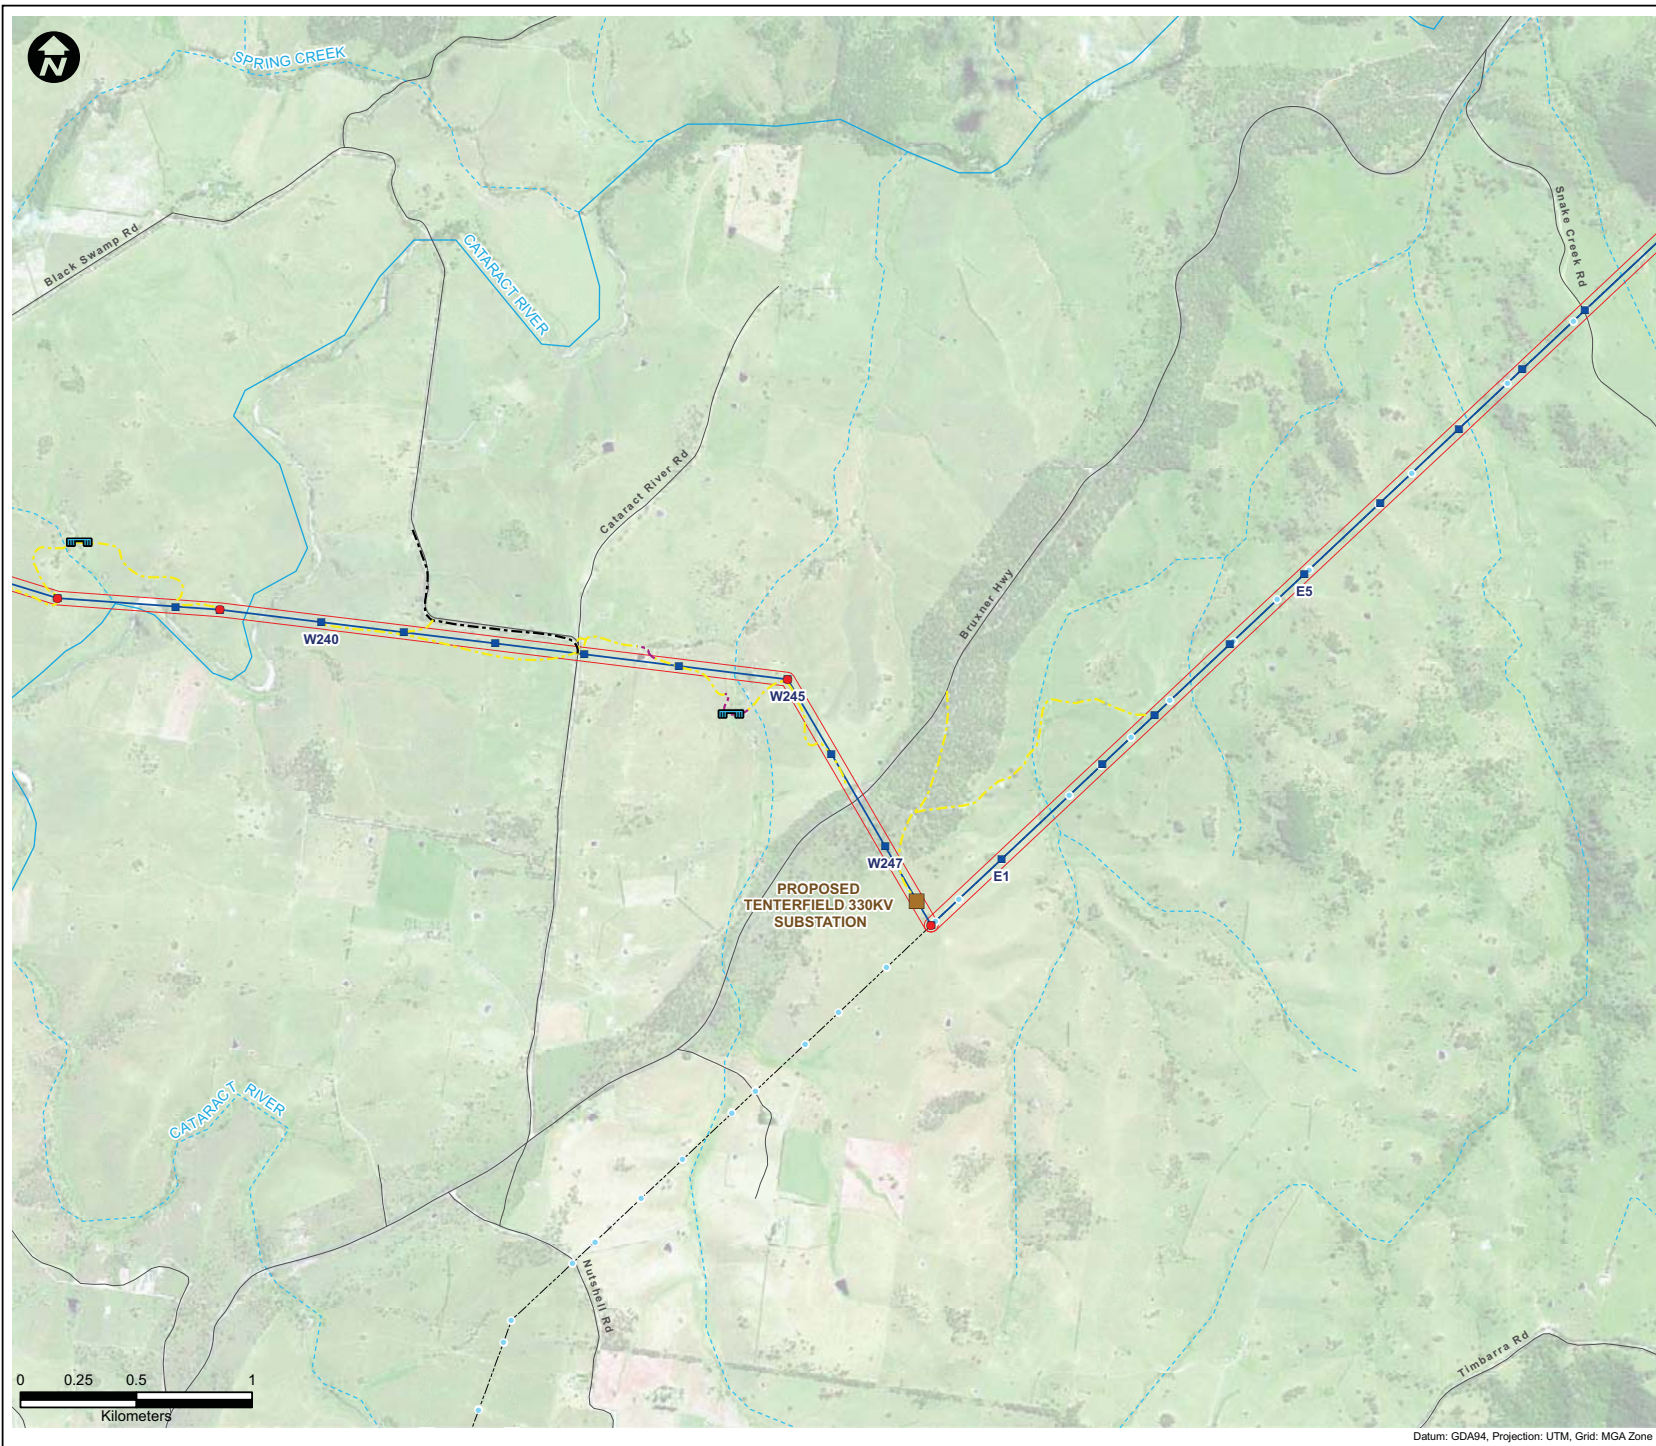 N
SPRING CREEK
Black Swamp Rd
CATARACT RIVER
Snake Creek Rd
Cataract River Rd
Bruxner Hwy
E5
W240
W245
W247
E1
PROPOSED
TENTERFIELD 330KV
SUBSTATION
CATARACT RIVER
Nutshell Rd
Timbarra Rd
0 0.25 0.5 1
Kilometers
Datum: GDA94, Projection: UTM, Grid: MGA Zone